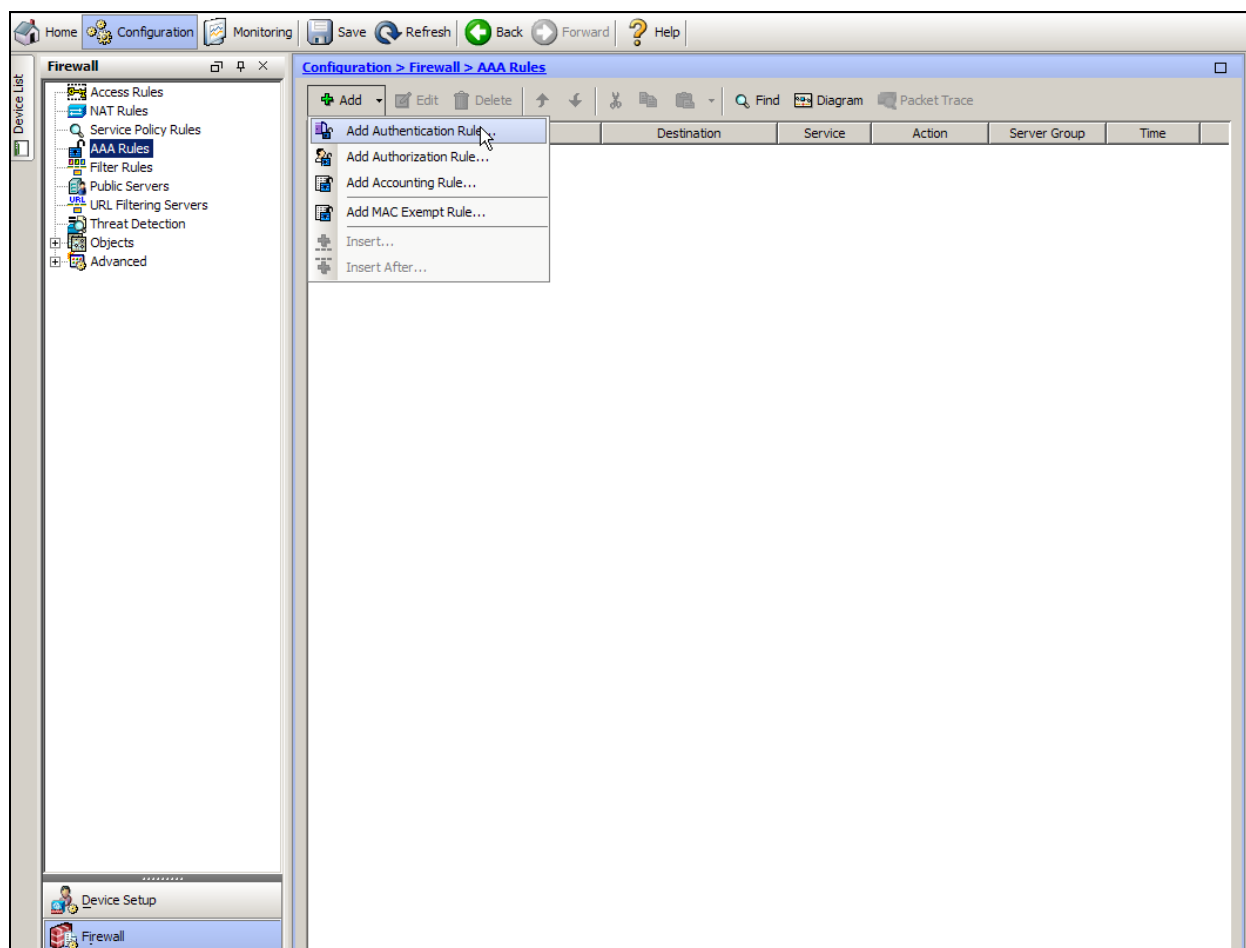 Home Configuration Monitoring Save Refresh Back Forward Help
Device List
Firewall
Access Rules
NAT Rules
Service Policy Rules
AAA Rules
Filter Rules
Public Servers
URL Filtering Servers
Threat Detection
Objects
Advanced
Device Setup
Firewall
Configuration > Firewall > AAA Rules
Add Edit Delete Find Diagram Packet Trace
Destination Service Action Server Group Time
Add Authentication Rule...
Add Authorization Rule...
Add Accounting Rule...
Add MAC Exempt Rule...
Insert...
Insert After...